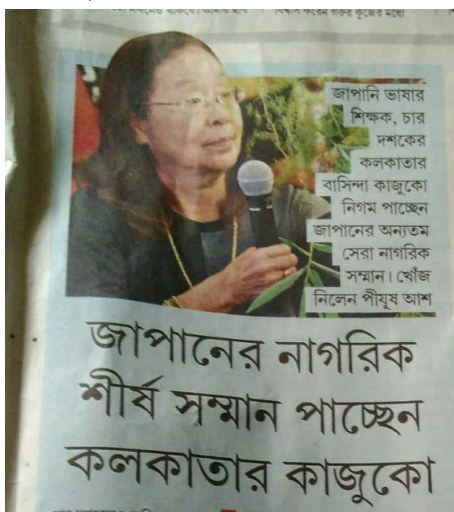 জাপানি ভাষার
শিক্ষক, চার
দশকের
কলকাতার
বাসিন্দা কাজুকো
নিগম পাচ্ছেন
জাপানের অন্যতম
সেরা নাগরিক
সম্মান। খোঁজ
নিলেন পীযূষ আশ
জাপানের নাগরিক
শীর্ষ সম্মান পাচ্ছেন
কলকাতার কাজুকো